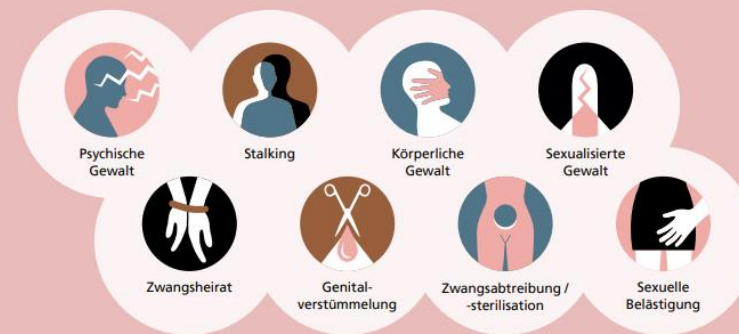 Psychische
Gewalt
Stalking
Körperliche
Gewalt
Sexualisierte
Gewalt
Zwangsheirat
Genital-
verstümmelung
Zwangsabtreibung /
-sterilisation
Sexuelle
Belästigung